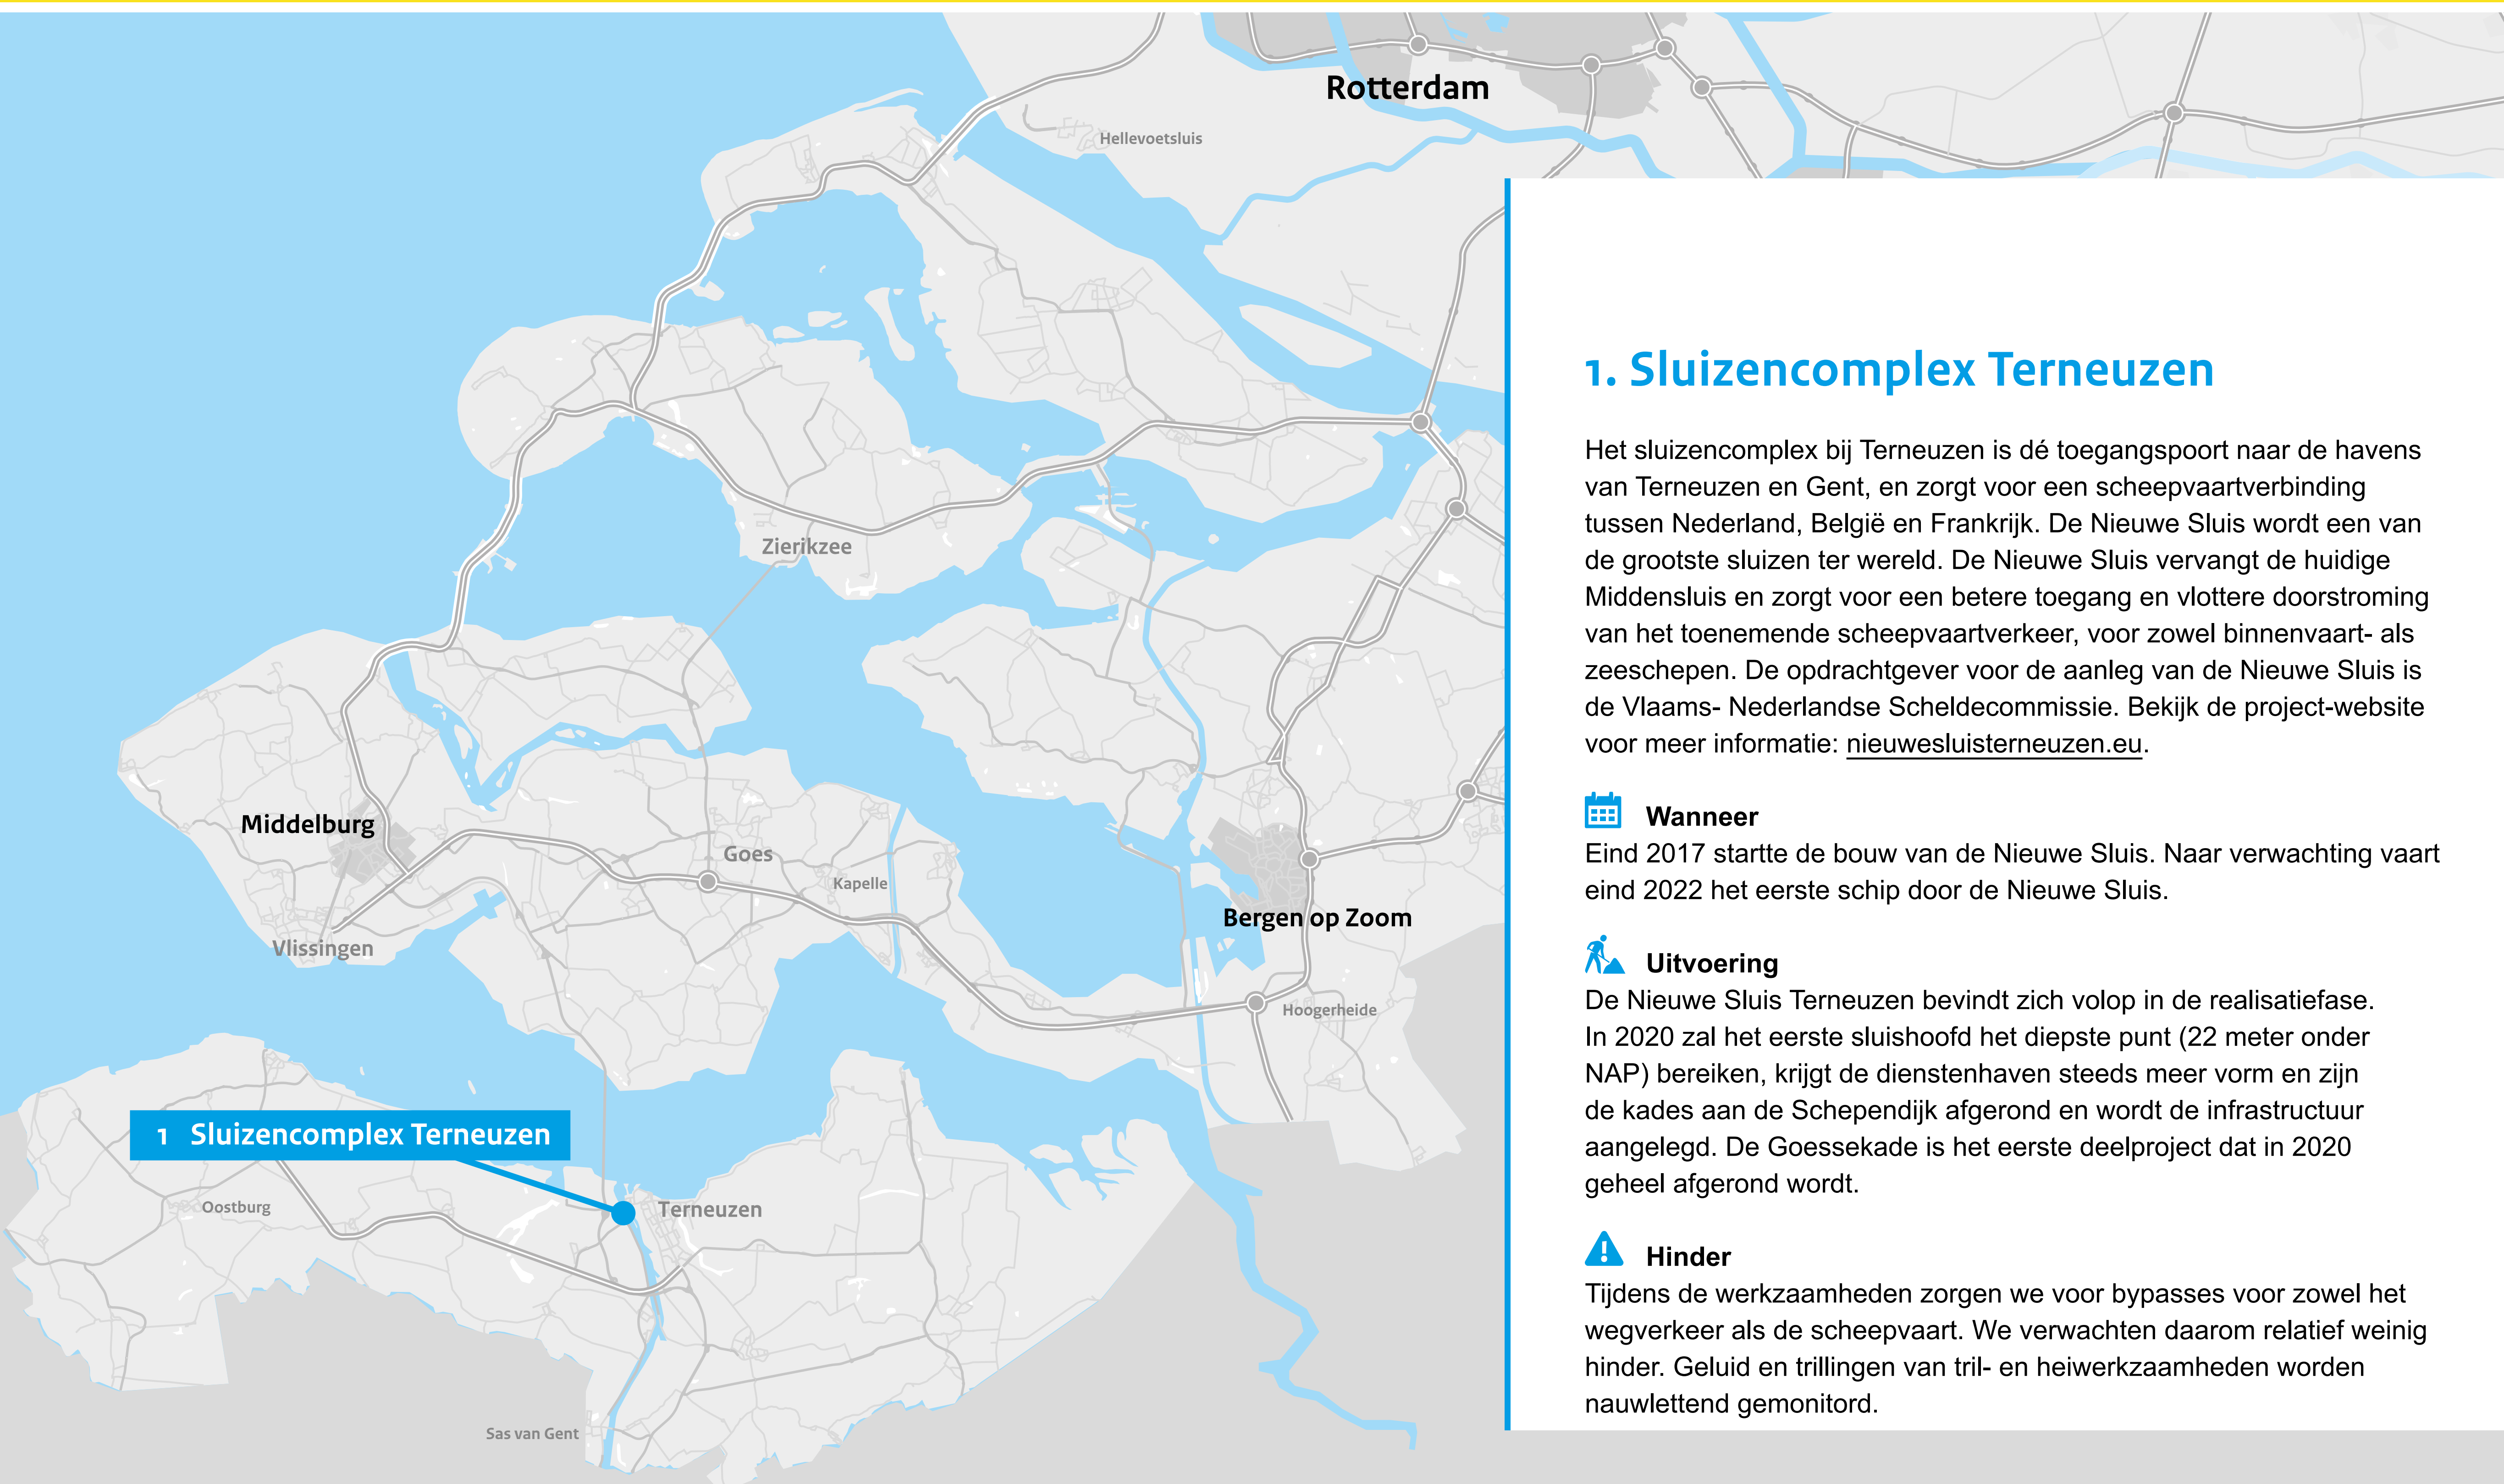 Rotterdam
Hellevoetsluis
Zierikzee
Middelburg
Goes
Kapelle
Vlissingen
Bergen op Zoom
Hoogerheide
1 Sluizencomplex Terneuzen
Oostburg
Terneuzen
Sas van Gent
1. Sluizencomplex Terneuzen
Het sluizencomplex bij Terneuzen is dé toegangspoort naar de havens
van Terneuzen en Gent, en zorgt voor een scheepvaartverbinding
tussen Nederland, België en Frankrijk. De Nieuwe Sluis wordt een van
de grootste sluizen ter wereld. De Nieuwe Sluis vervangt de huidige
Middensluis en zorgt voor een betere toegang en vlottere doorstroming
van het toenemende scheepvaartverkeer, voor zowel binnenvaart- als
zeeschepen. De opdrachtgever voor de aanleg van de Nieuwe Sluis is
de Vlaams- Nederlandse Scheldecommissie. Bekijk de project-website
voor meer informatie: nieuwesluisterneuzen.eu.
Wanneer
Eind 2017 startte de bouw van de Nieuwe Sluis. Naar verwachting vaart
eind 2022 het eerste schip door de Nieuwe Sluis.
Uitvoering
De Nieuwe Sluis Terneuzen bevindt zich volop in de realisatiefase.
In 2020 zal het eerste sluishoofd het diepste punt (22 meter onder
NAP) bereiken, krijgt de dienstenhaven steeds meer vorm en zijn
de kades aan de Schependijk afgerond en wordt de infrastructuur
aangelegd. De Goessekade is het eerste deelproject dat in 2020
geheel afgerond wordt.
Hinder
Tijdens de werkzaamheden zorgen we voor bypasses voor zowel het
wegverkeer als de scheepvaart. We verwachten daarom relatief weinig
hinder. Geluid en trillingen van tril- en heiwerkzaamheden worden
nauwlettend gemonitord.